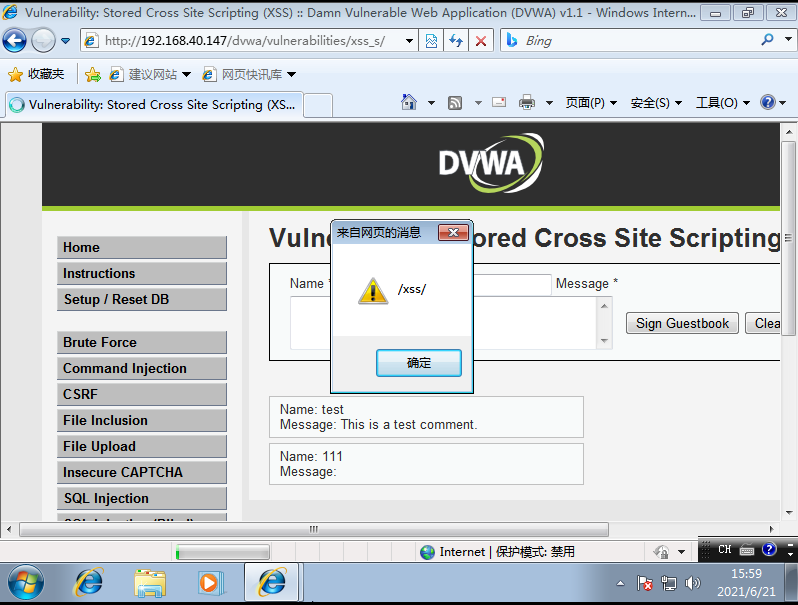 Vulnerability: Stored Cross Site Scripting (XSS) :: Damn Vulnerable Web Application (DVWA) v1.1 - Windows Intern...
http://192.168.40.147/dvwa/vulnerabilities/xss_s/
Bing
收藏夹 建议网站 网页快讯库
Vulnerability: Stored Cross Site Scripting (XS...
页面(P) 安全(S) 工具(O)
DVWA
来自网页的消息
/xss/
确定
Home
Instructions
Setup / Reset DB
Brute Force
Command Injection
CSRF
File Inclusion
File Upload
Insecure CAPTCHA
SQL Injection
Vuln ored Cross Site Scripting
Name * Message *
Sign Guestbook Clea
Name: test
Message: This is a test comment.
Name: 111
Message:
Internet | 保护模式: 禁用
CH
15:59
2021/6/21